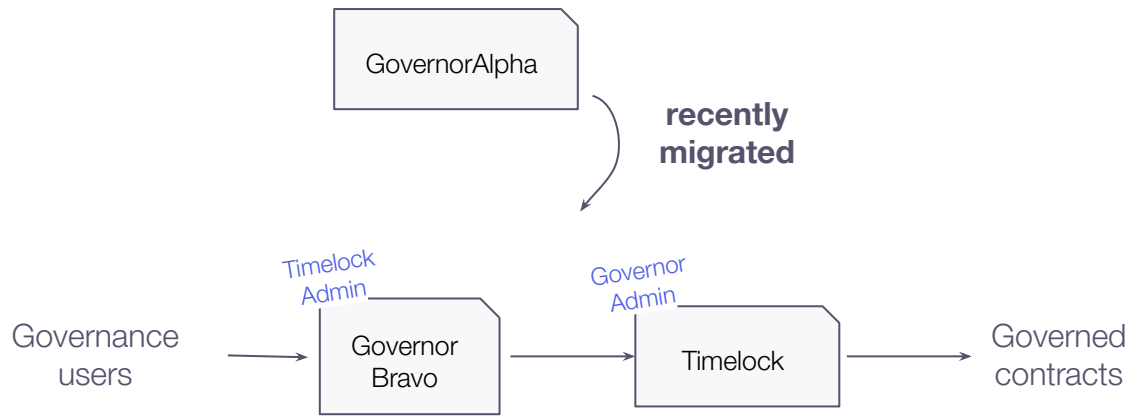 GovernorAlpha
recently
migrated
Timelock
Admin
Governor
Admin
Governance
users
Governor
Bravo
Timelock
Governed
contracts